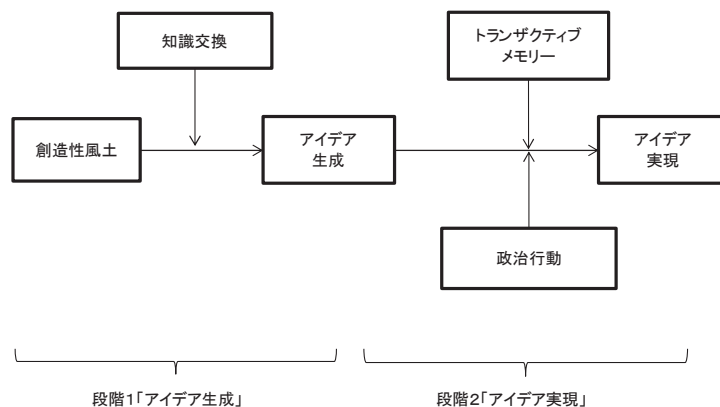 知識交換
トランザクティブ
メモリー
創造性風土
アイデア
生成
アイデア
実現
政治行動
段階1「アイデア生成」
段階2「アイデア実現」